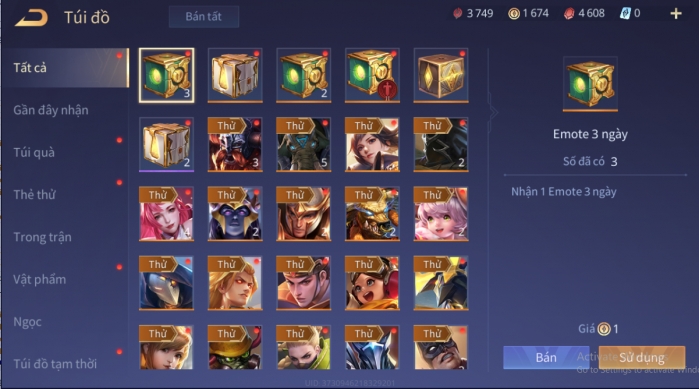 Túi đồ
Bán tất
3 749
1 674
4 608
0
+
Tất cả
Gần đây nhận
Túi quà
Thẻ thử
Trong trận
Vật phẩm
Ngọc
Túi đồ tạm thời
3
2
2
Thử
Thử
Thử
Thử
3
5
2
Thử
Thử
Thử
Thử
Thử
1
2
2
2
Thử
Thử
Thử
Thử
Thử
Thử
Thử
Thử
Thử
Thử
Emote 3 ngày
Số đã có 3
Nhận 1 Emote 3 ngày
Giá 1
Bán
Sử dụng
Go to Settings to activate Wind